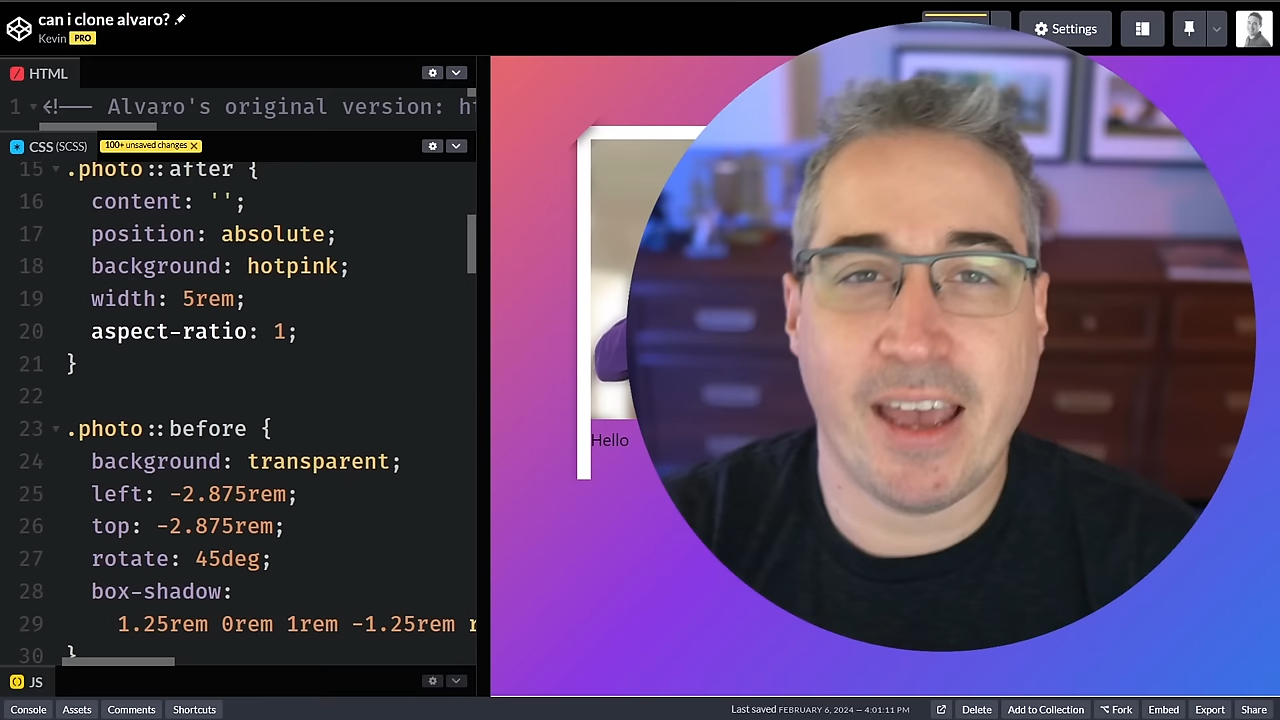 can i clone alvaro?
Kevin PRO
Settings
HTML
1 <!-- Alvaro's original version:
CSS (SCSS) 100+ unsaved changes X
15 .photo::after {
16 content: '';
17 position: absolute;
18 background: hotpink;
19 width: 5rem;
20 aspect-ratio: 1;
21 }
22
23 .photo::before {
24 background: transparent;
25 left: -2.875rem;
26 top: -2.875rem;
27 rotate: 45deg;
28 box-shadow:
29 1.25rem 0rem 1rem -1.25rem
30 }
Hello
JS
Console Assets Comments Shortcuts
Last saved FEBRUARY 6, 2024 — 4:01:11 PM
Delete Add to Collection Fork Embed Export Share